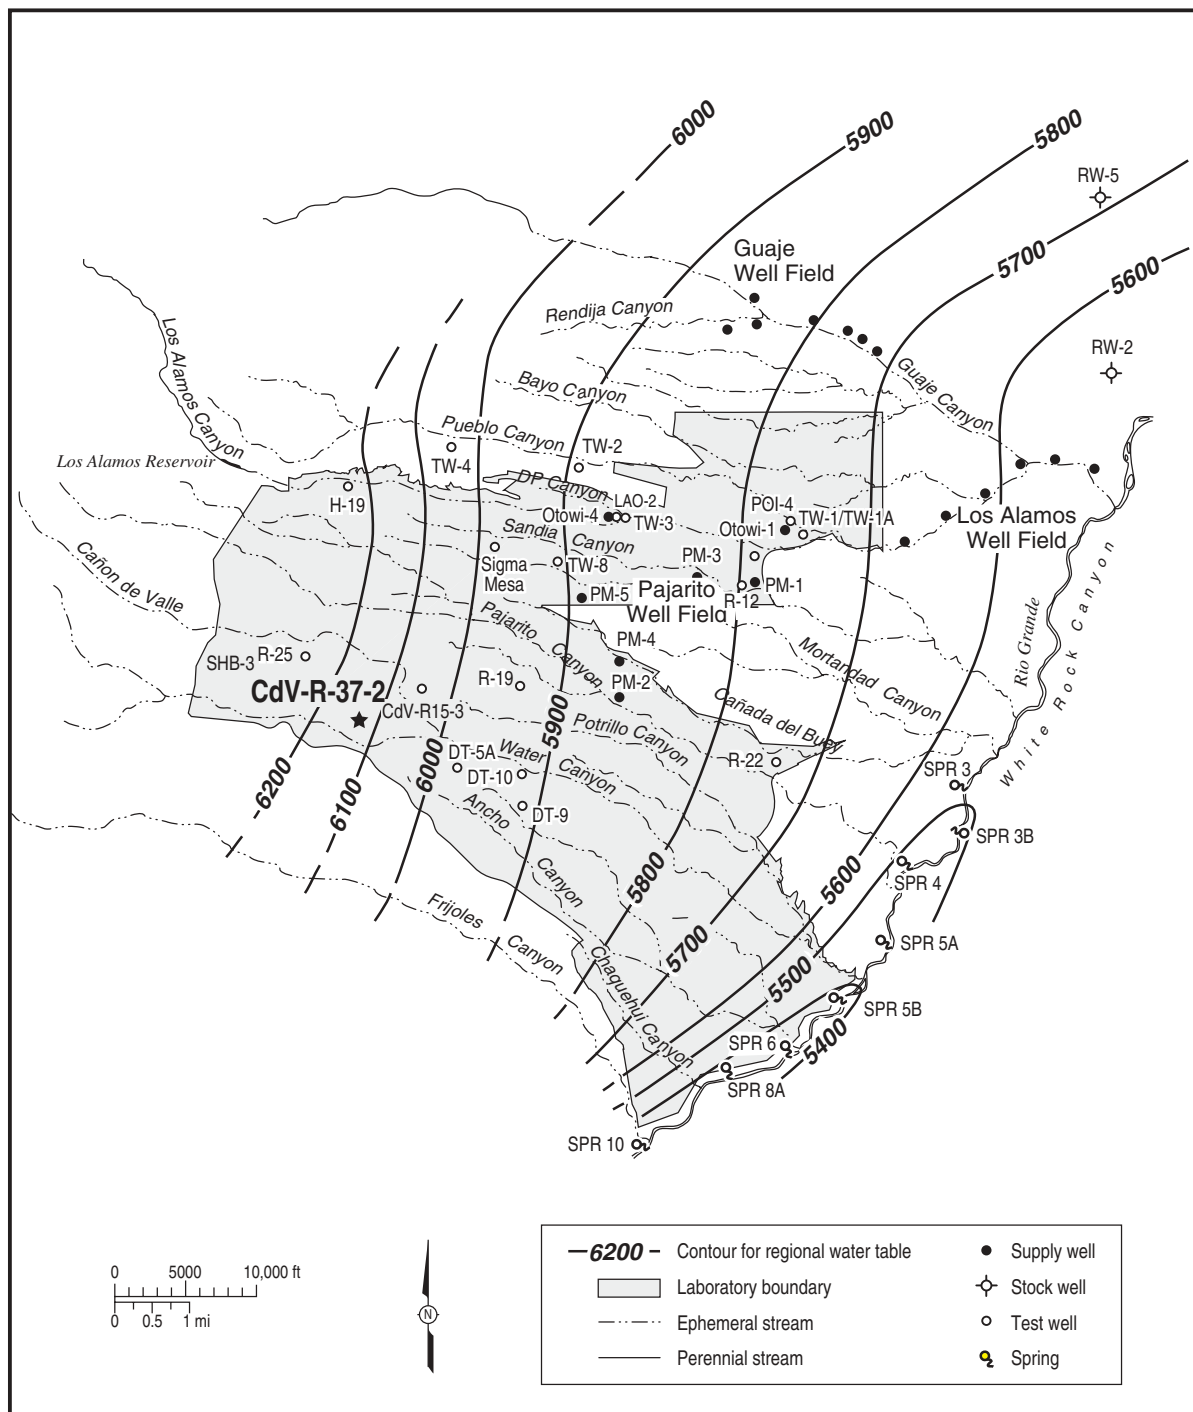 6000
5900
5800
RW-5
Guaje
Well Field
5700
5600
Rendija Canyon
Los Alamos Canyon
RW-2
Bayo Canyon
Guaje Canyon
Pueblo Canyon
TW-2
TW-4
Los Alamos Reservoir
DP Canyon
H-19
LAO-2
Otowi-4
TW-3
POI-4
TW-1/TW-1A
Otowi-1
Los Alamos
Well Field
Sandia Canyon
Sigma
Mesa
TW-8
PM-3
PM-1
R-12
PM-5
Pajarito
Well Field
Cañon de Valle
Pajarito Canyon
PM-4
PM-2
Mortandad Canyon
Rio Grande
White Rock Canyon
SHB-3
R-25
CdV-R-37-2
CdV-R15-3
R-19
5900
Potrillo Canyon
Cañada del Buey
R-22
Water Canyon
DT-5A
DT-10
DT-9
6200
6100
6000
Ancho Canyon
SPR 3
SPR 3B
SPR 4
5800
5600
Frijoles Canyon
5700
5500
SPR 5A
Chaquehui Canyon
SPR 5B
SPR 6
5400
SPR 8A
SPR 10
0 5000 10,000 ft
0 0.5 1 mi
N
6200 Contour for regional water table
Laboratory boundary
Ephemeral stream
Perennial stream
Supply well
Stock well
Test well
Spring